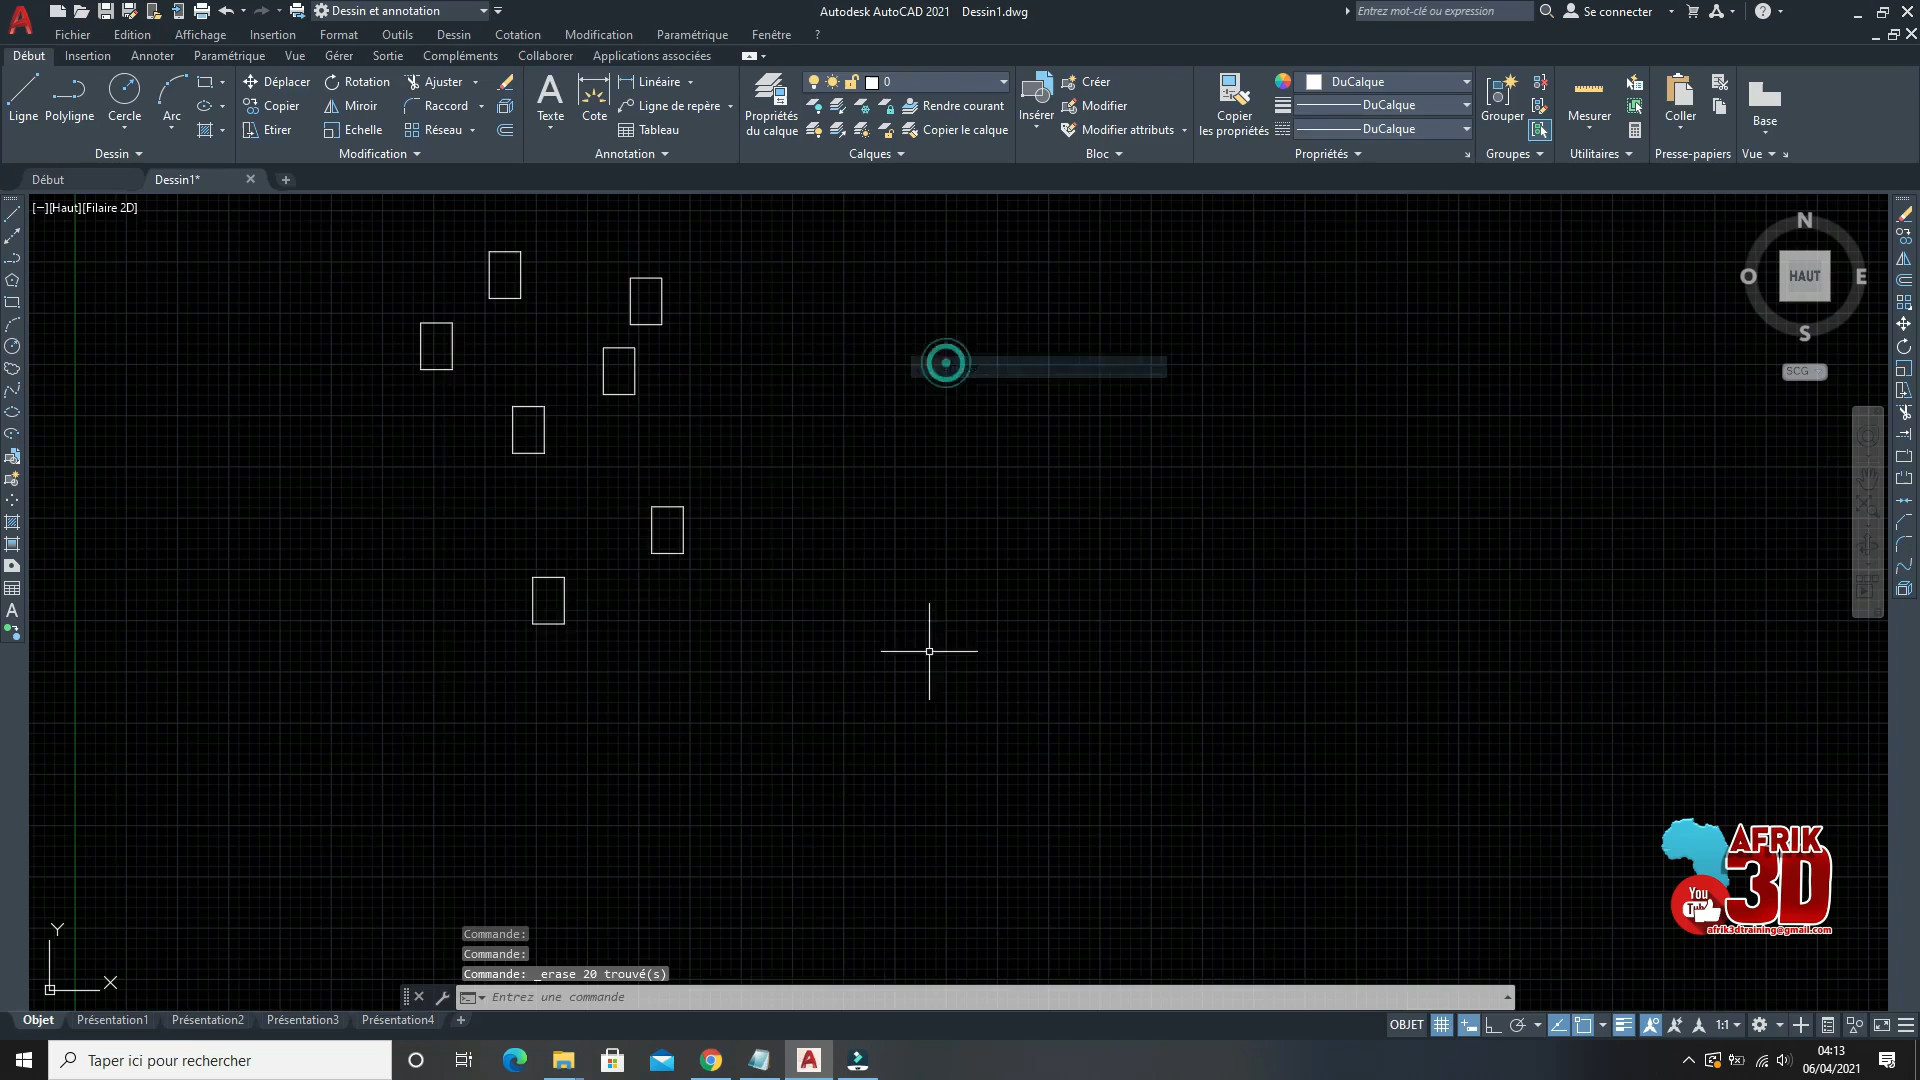 Dessin et annotation
Autodesk AutoCAD 2021 Dessin1.dwg
Entrez mot-clé ou expression
Se connecter
Fichier Edition Affichage Insertion Format Outils Dessin Cotation Modification Paramétrique Fenêtre ?
Début Insertion Annoter Paramétrique Vue Gérer Sortie Compléments Collaborer Applications associées
Ligne Polyligne Cercle Arc
Déplacer Rotation Ajuster
Copier Miroir Raccord
Etirer Echelle Réseau
A
Texte
Cote
Linéaire
Ligne de repère
Tableau
Propriétés
du calque
0
Rendre courant
Copier le calque
Insérer
Créer
Modifier
Modifier attributs
Copier
les propriétés
DuCalque
DuCalque
DuCalque
Grouper
Mesurer
Coller
Base
Dessin Modification Annotation Calques Bloc Propriétés Groupes Utilitaires Presse-papiers Vue
Début Dessin1*
[−][Haut][Filaire 2D]
N
O HAUT E
S
SCG
AFRIK
3D
You
Tube
afrik3dtraining@gmail.com
Y
X
Commande:
Commande:
Commande: _erase 20 trouvé(s)
Entrez une commande
Objet Présentation1 Présentation2 Présentation3 Présentation4 +
OBJET
1:1
Taper ici pour rechercher
04:13
06/04/2021